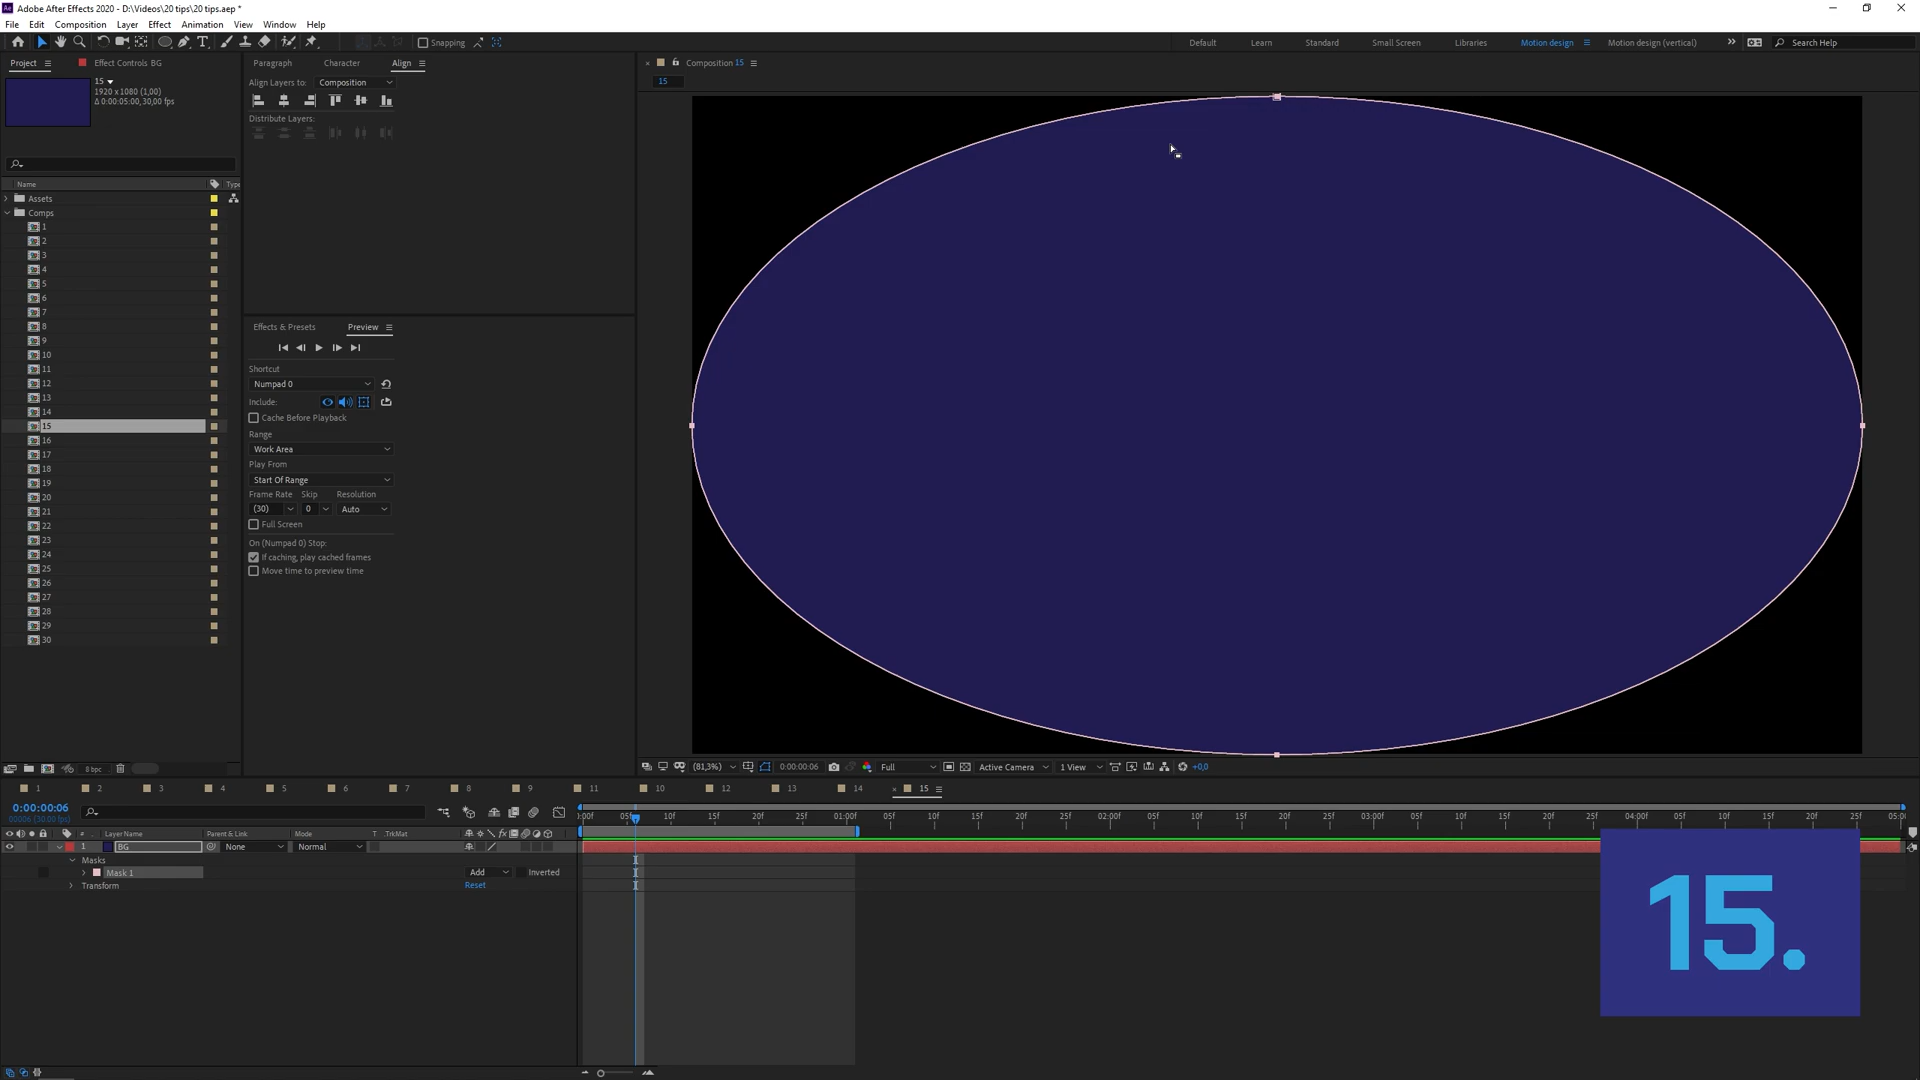 Adobe After Effects 2020 - D:\Videos\20 tips\20 tips.aep *
File Edit Composition Layer Effect Animation View Window Help
Snapping
Default Learn Standard Small Screen Libraries Motion design Motion design (vertical) Search Help
Project Effect Controls BG
15
1920 x 1080 (1,00)
Δ 0:00:05:00, 30,00 fps
Paragraph Character Align
Align Layers to: Composition
Distribute Layers:
Composition 15
15
Name Type
Assets
Comps
1
2
3
4
5
6
7
8
9
10
11
12
13
14
15
16
17
18
19
20
21
22
23
24
25
26
27
28
29
30
8 bpc
Effects & Presets Preview
Shortcut
Numpad 0
Include:
Cache Before Playback
Range
Work Area
Play From
Start Of Range
Frame Rate Skip Resolution
(30) 0 Auto
Full Screen
On (Numpad 0) Stop:
If caching, play cached frames
Move time to preview time
(81,3%) 0:00:00:06 Full Active Camera 1 View +0,0
1 2 3 4 5 6 7 8 9 11 10 12 13 14 15
0:00:00:06
00006 (30.00 fps)
# Layer Name Parent & Link Mode T .TrkMat
1 BG None Normal
Masks
Mask 1 Add Inverted
Transform Reset
:00f 05f 10f 15f 20f 25f 01:00f 05f 10f 15f 20f 25f 02:00f 05f 10f 15f 20f 25f 03:00f 05f 10f 15f 20f 25f 04:00f 05f 10f 15f 20f 25f 05:0
15.